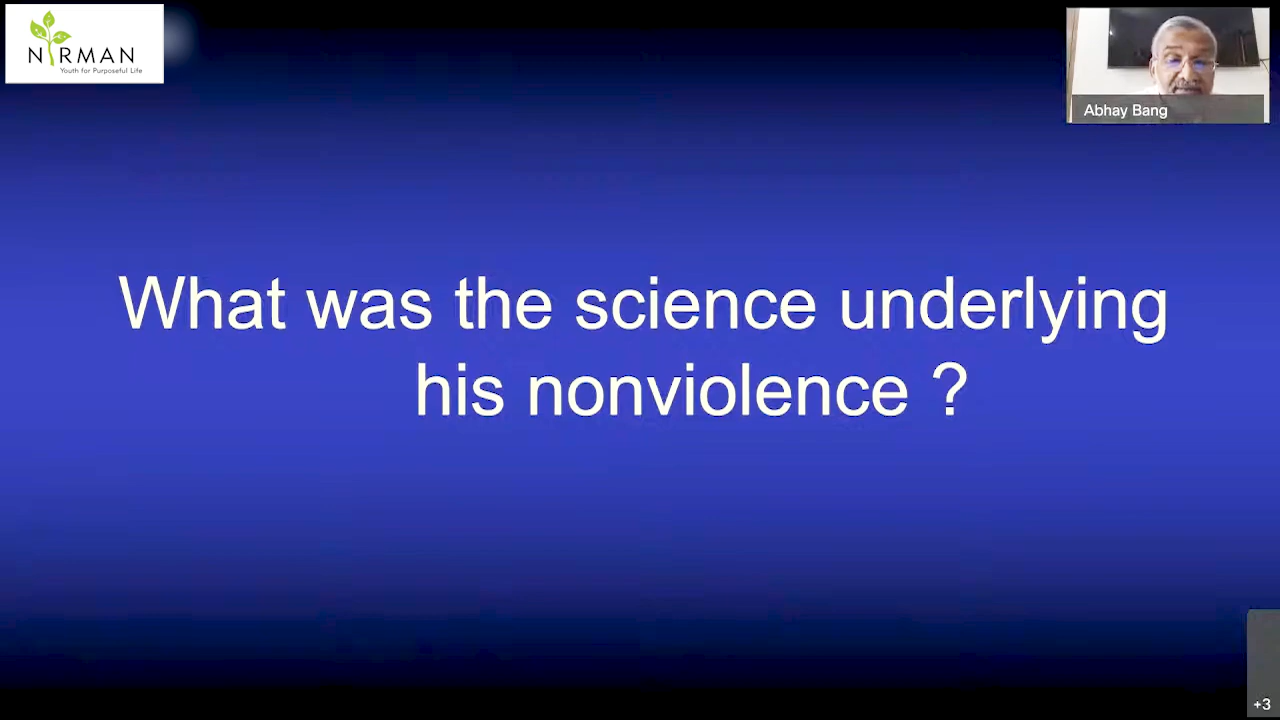 NIRMAN
Youth for Purposeful Life
Abhay Bang
What was the science underlying
his nonviolence ?
+3